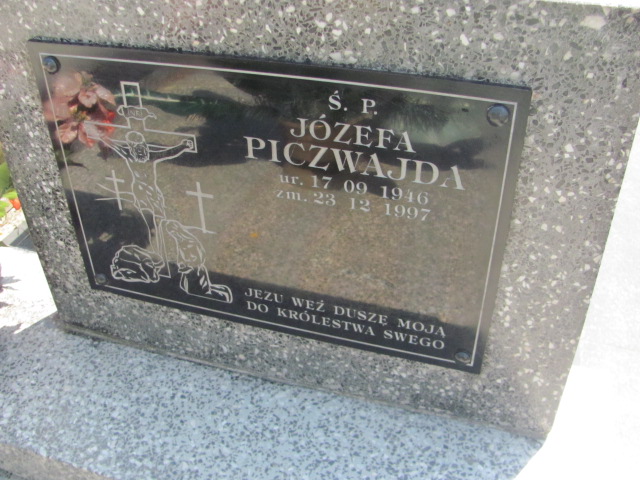 Ś. P.
JÓZEFA
PICZWAJDA
ur. 17 09 1946
zm. 23 12 1997
JEZU WEŹ DUSZĘ MOJĄ
DO KRÓLESTWA SWEGO